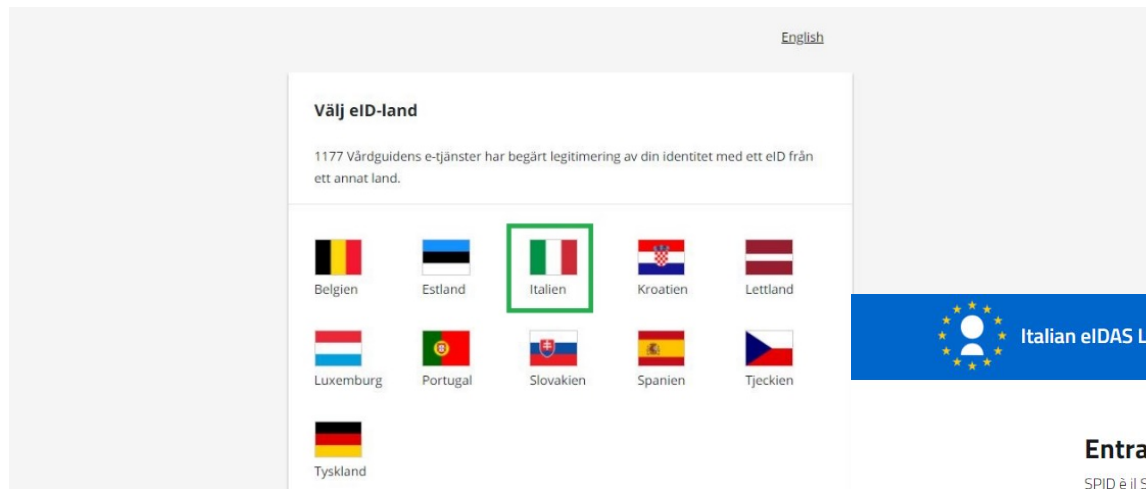 English
Välj eID-land
1177 Vårdguidens e-tjänster har begärt legitimering av din identitet med ett eID från
ett annat land.
Belgien Estland Italien Kroatien Lettland
Italian eIDAS L
Luxemburg Portugal Slovakien Spanien Tjeckien
Entra
Tyskland
SPID è il S